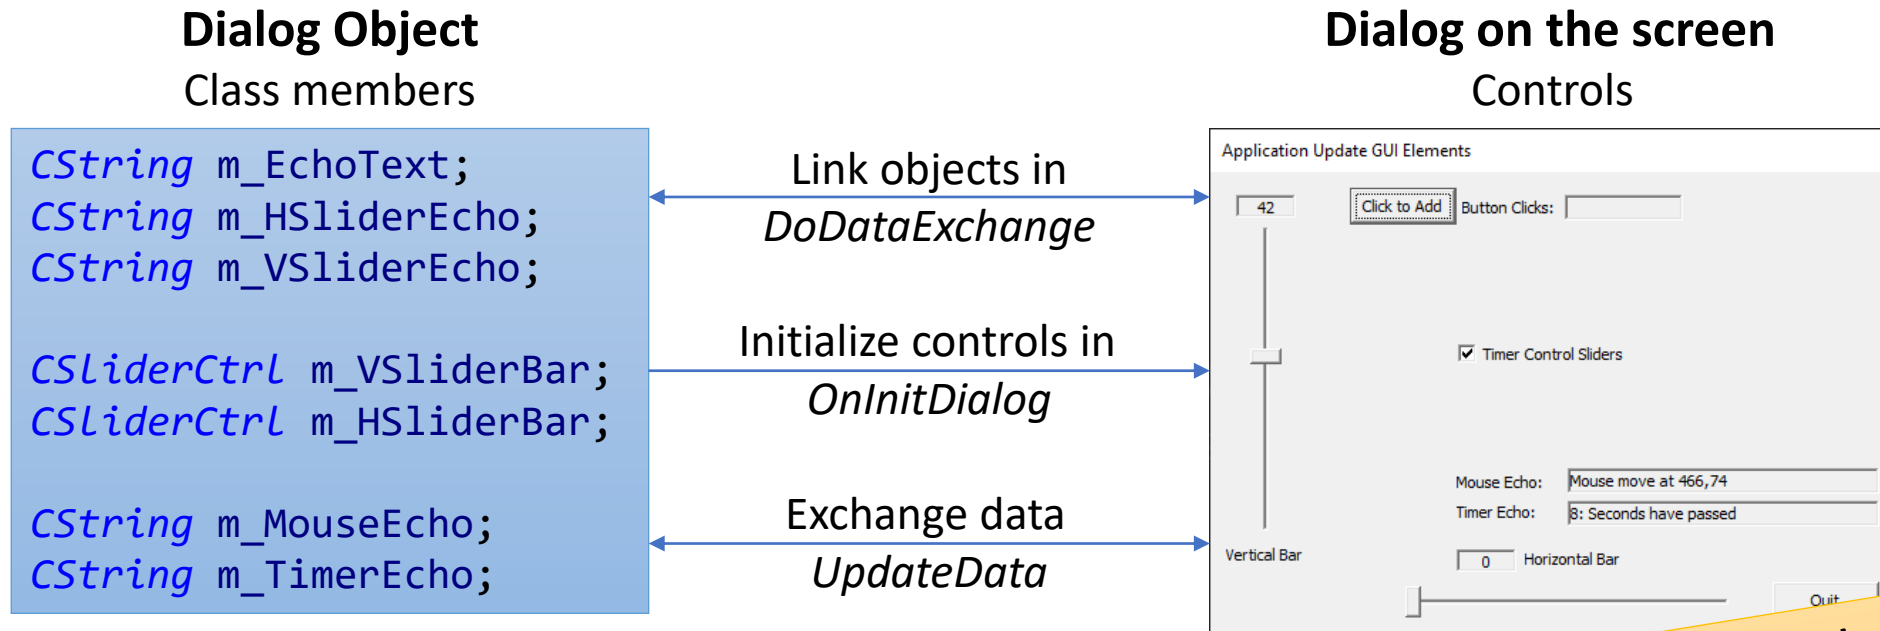 Dialog Object
Class members
CString m_EchoText;
CString m_HSliderEcho;
CString m_VSliderEcho;
CSliderCtrl m_VSliderBar;
CSliderCtrl m_HSliderBar;
CString m_MouseEcho;
CString m_TimerEcho;
Link objects in
DoDataExchange
Initialize controls in
OnInitDialog
Exchange data
UpdateData
Dialog on the screen
Controls
Application Update GUI Elements
42 Click to Add Button Clicks:
Timer Control Sliders
Mouse Echo: Mouse move at 466,74
Timer Echo: 8: Seconds have passed
Vertical Bar 0 Horizontal Bar
Quit